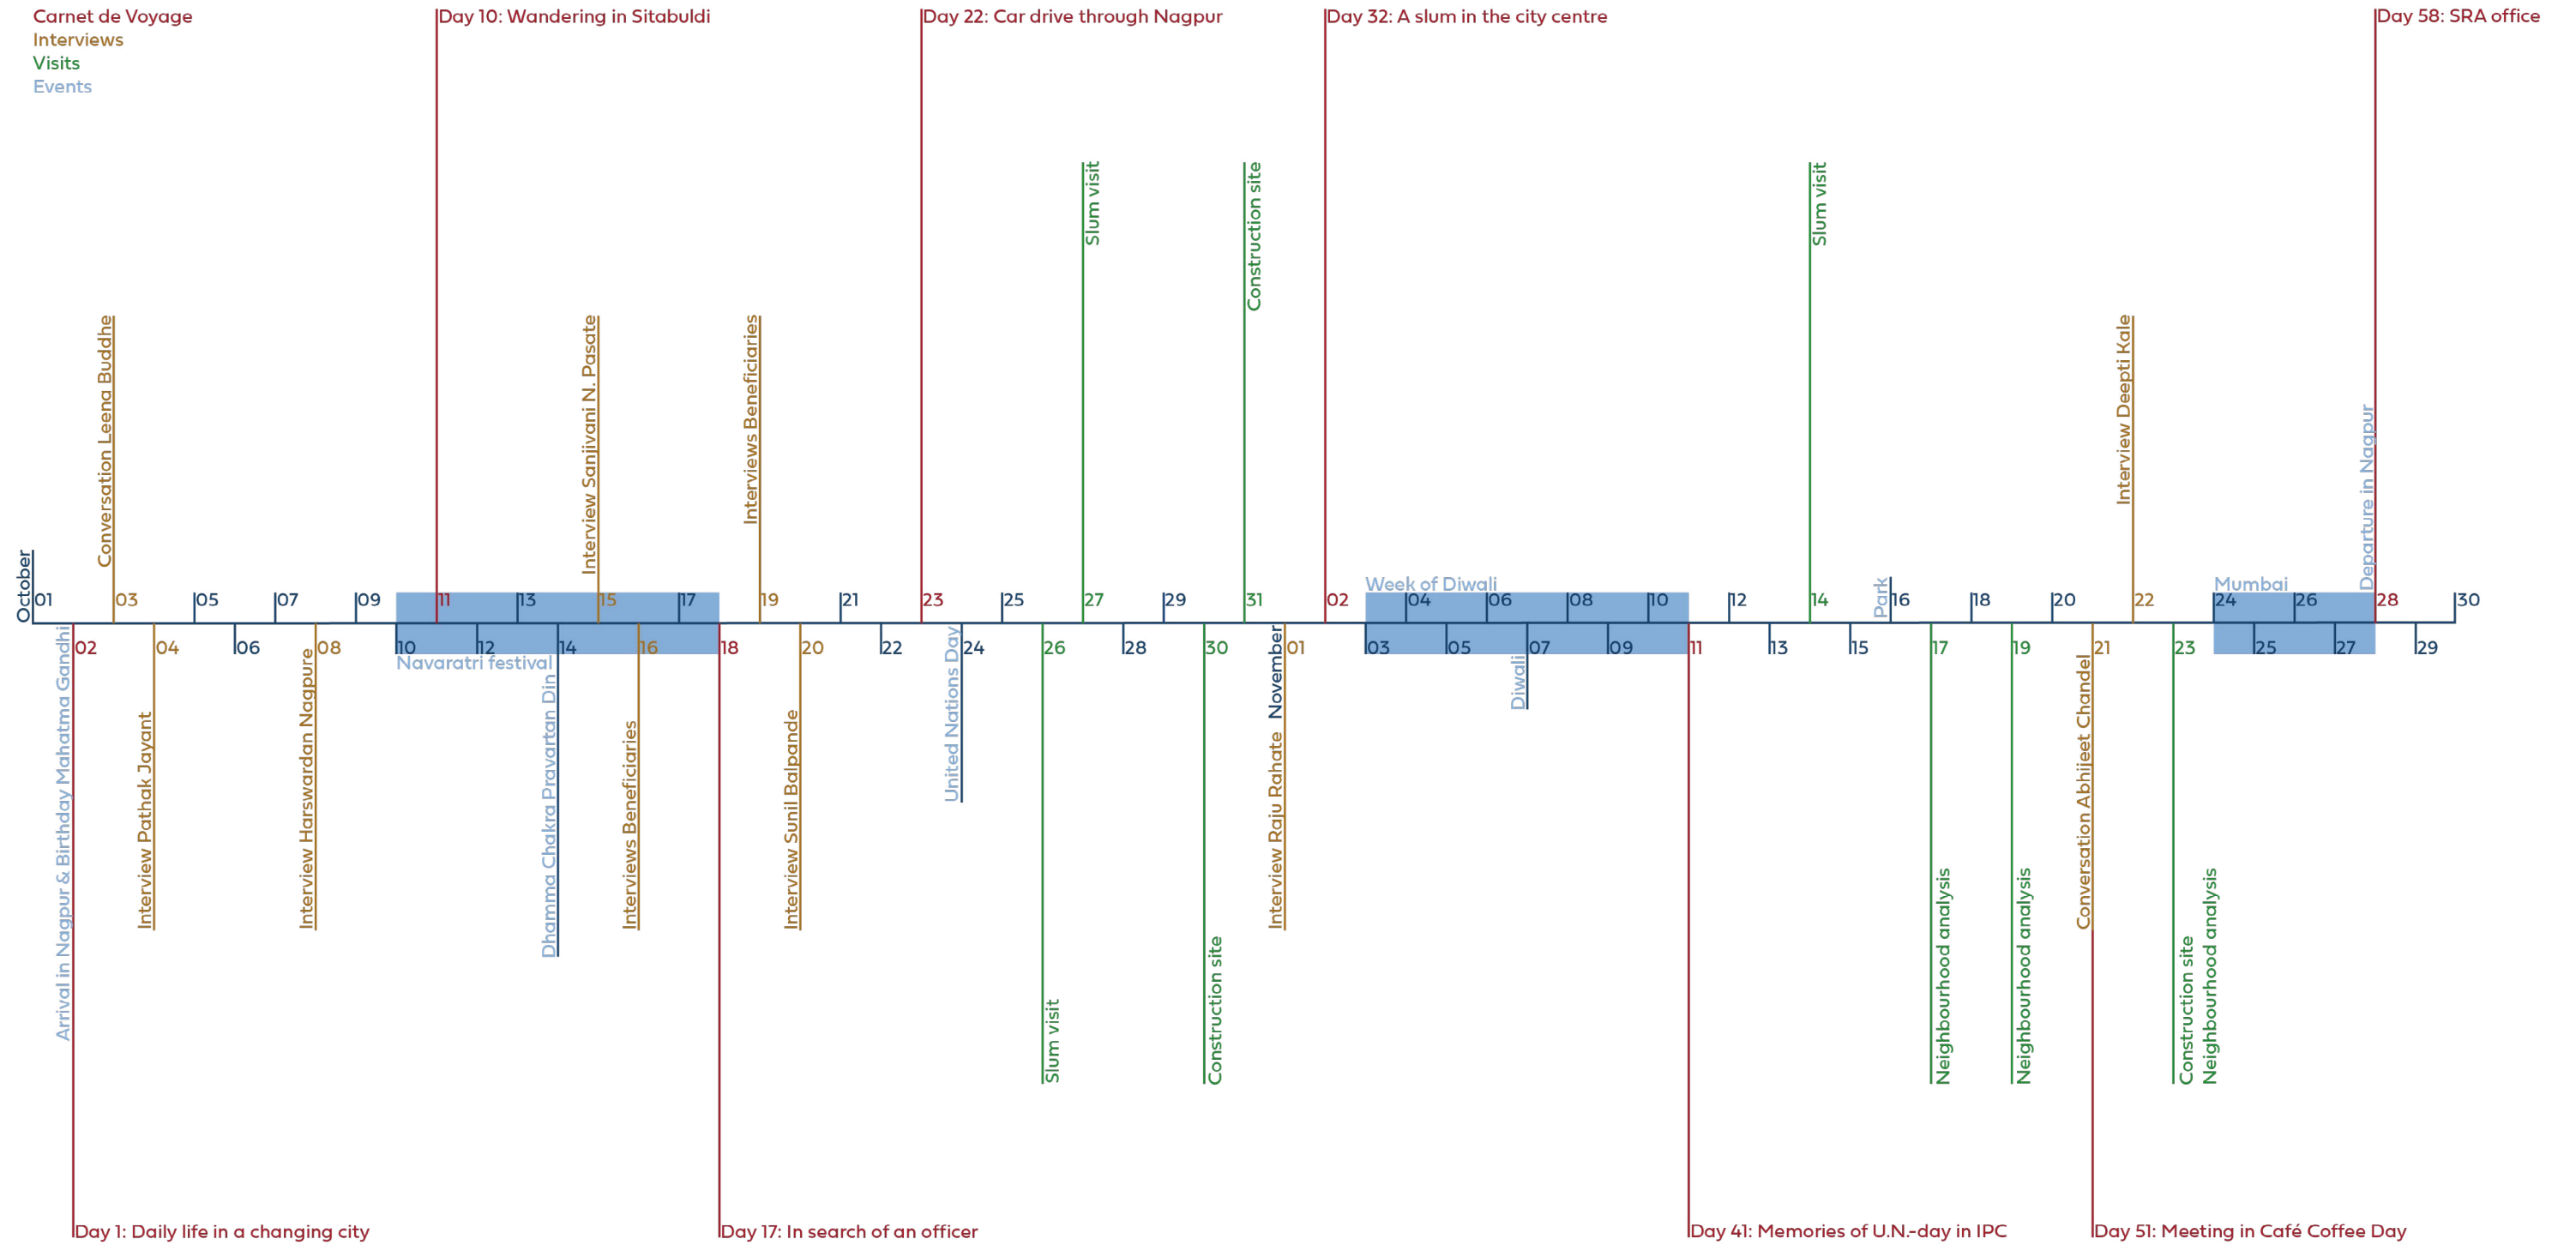 Carnet de Voyage
Interviews
Visits
Events
Day 10: Wandering in Sitabuldi
Day 22: Car drive through Nagpur
Day 32: A slum in the city centre
Day 58: SRA office
Slum visit
Construction site
Slum visit
Conversation Leena Buddhe
Interview Sanjivani N. Pasate
Interviews Beneficiaries
Interview Deepti Kale
Departure in Nagpur
October
Week of Diwali
Park
Mumbai
01
03
05
07
09
11
13
15
17
19
21
23
25
27
29
31
02
04
06
08
10
12
14
16
18
20
22
24
26
28
30
02
04
06
08
10
12
14
16
18
20
22
24
26
28
30
01
03
05
07
09
11
13
15
17
19
21
23
25
27
29
Navaratri festival
Arrival in Nagpur & Birthday Mahatma Gandhi
Interview Pathak Jayant
Interview Harswardan Nagpure
Dhamma Chakra Pravartan Din
Interviews Beneficiaries
Interview Sunil Balpande
United Nations Day
Slum visit
Construction site
November
Interview Raju Rahate
Diwali
Neighbourhood analysis
Neighbourhood analysis
Conversation Abhijeet Chandel
Construction site
Neighbourhood analysis
Day 1: Daily life in a changing city
Day 17: In search of an officer
Day 41: Memories of U.N.-day in IPC
Day 51: Meeting in Café Coffee Day